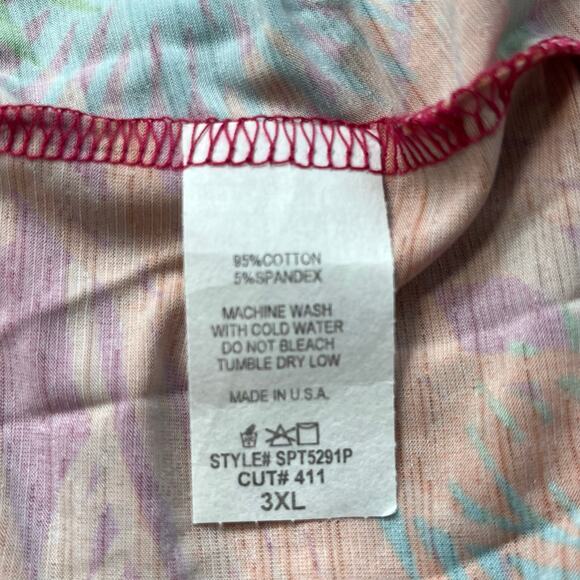 95%COTTON
5%SPANDEX
MACHINE WASH
WITH COLD WATER
DO NOT BLEACH
TUMBLE DRY LOW
MADE IN U.S.A.
STYLE# SPT5291P
CUT# 411
3XL